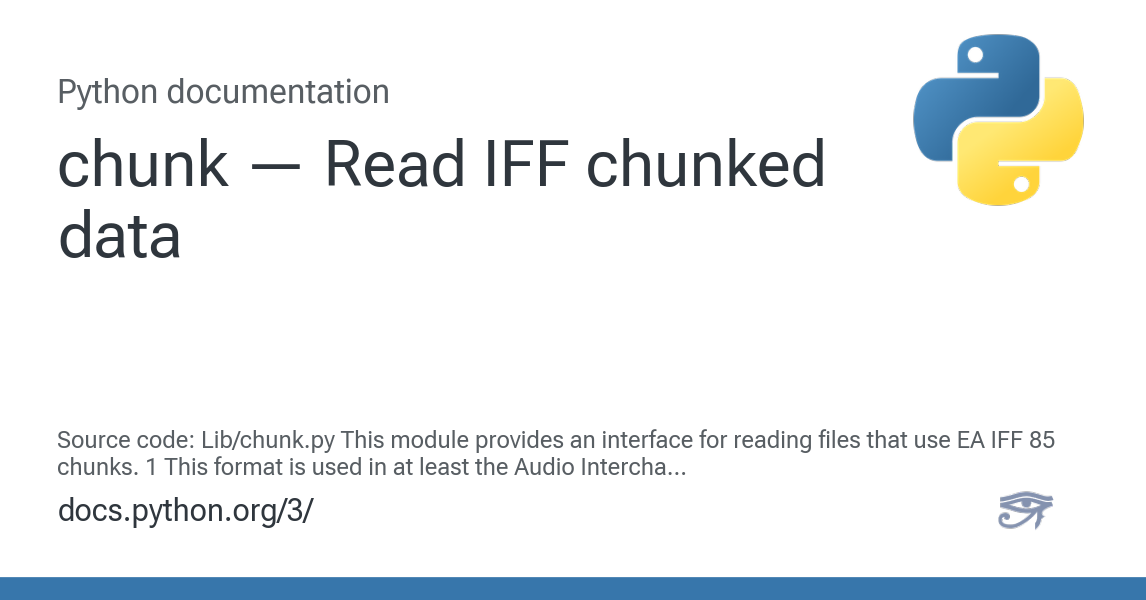 Python documentation
chunk — Read IFF chunked
data
Source code: Lib/chunk.py This module provides an interface for reading files that use EA IFF 85
chunks. 1 This format is used in at least the Audio Intercha...
docs.python.org/3/